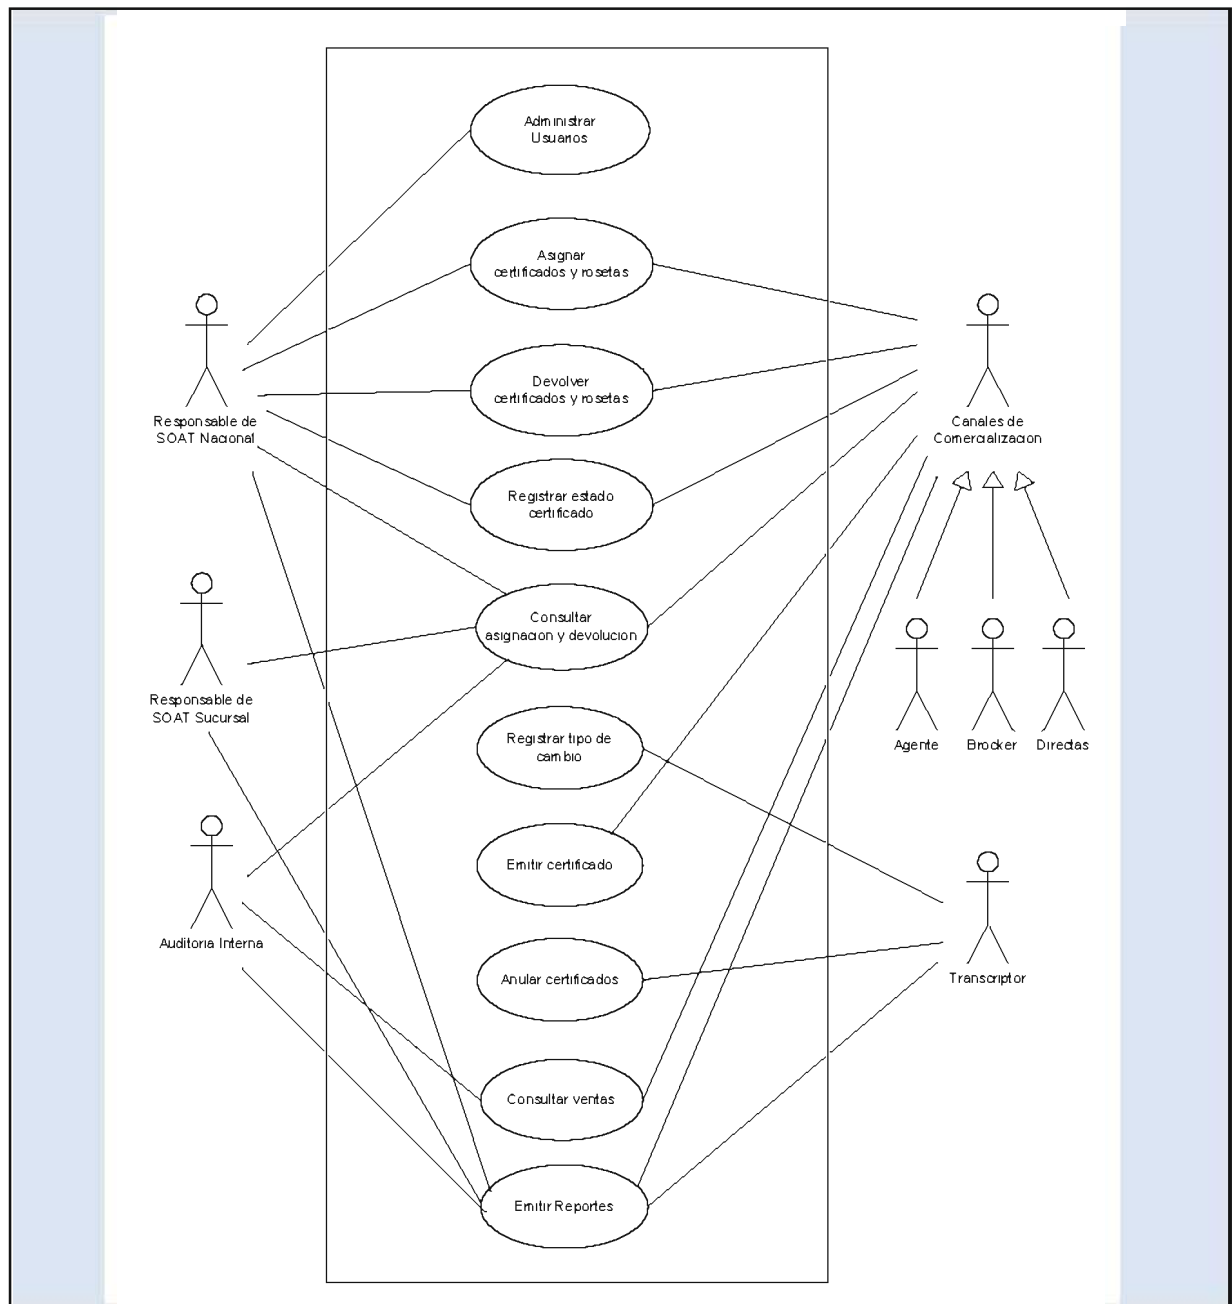 Administrar
Usuarios
Asignar
certificados y rosetas
Devolver
certificados y rosetas
Responsable de
SOAT Nacional
Canales de
Comercializacion
Registrar estado
certificado
Consultar
asignacion y devolucion
Responsable de
SOAT Sucursal
Registrar tipo de
cambio
Agente
Brocker
Directas
Emitir certificado
Auditoria Interna
Anular certificados
Transcriptor
Consultar ventas
Emitir Reportes